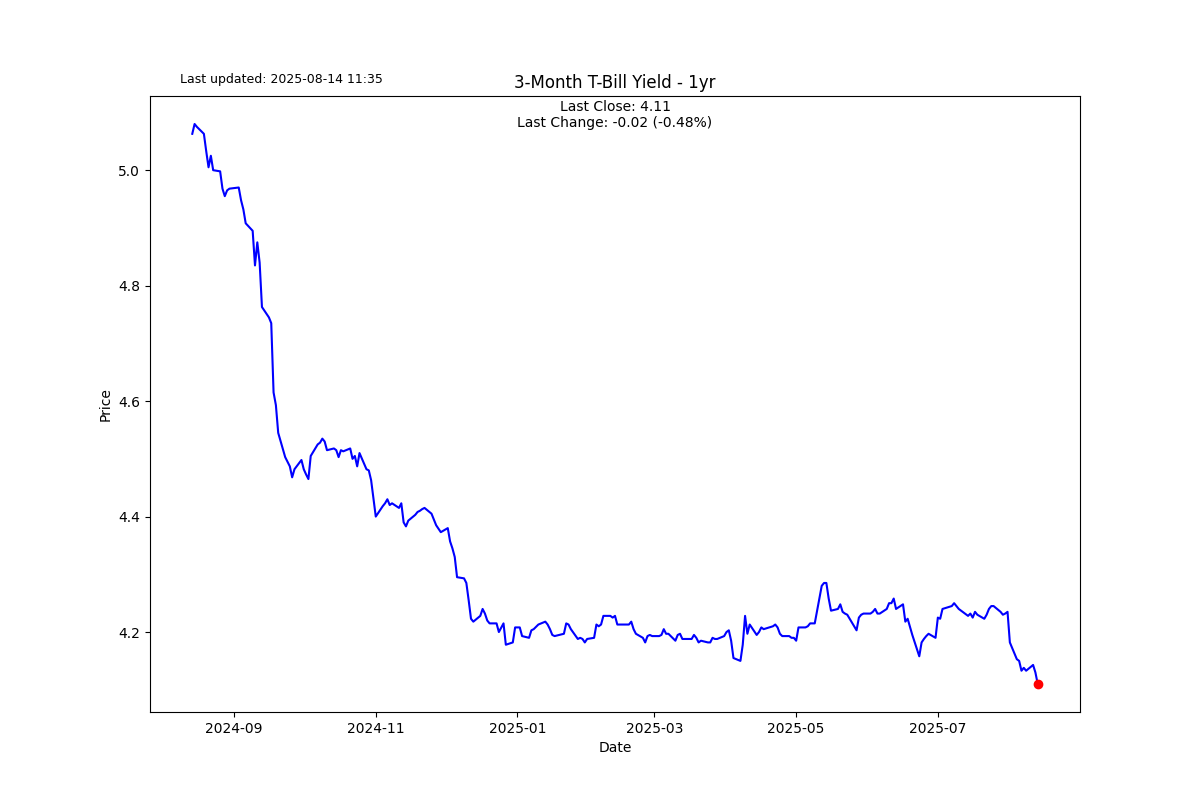 Last updated: 2025-08-14 11:35
3-Month T-Bill Yield - 1yr
Last Close: 4.11
Last Change: -0.02 (-0.48%)
5.0
4.8
4.6
4.4
4.2
Price
2024-09
2024-11
2025-01
2025-03
2025-05
2025-07
Date